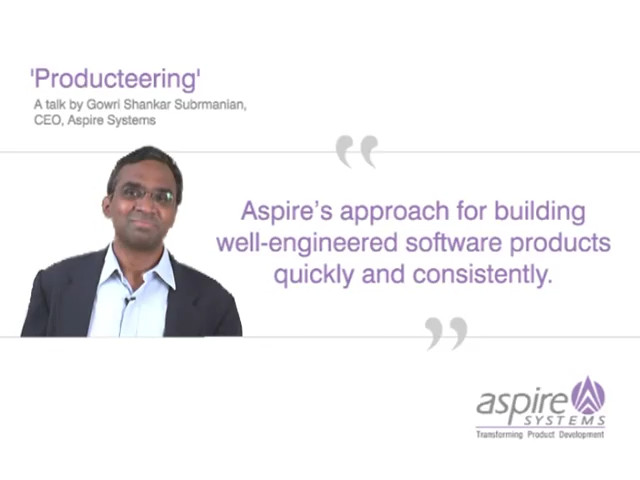 'Producteering'
A talk by Gowri Shankar Subrmanian,
CEO, Aspire Systems
Aspire’s approach for building
well-engineered software products
quickly and consistently.
aspire
SYSTEMS
Transforming Product Development